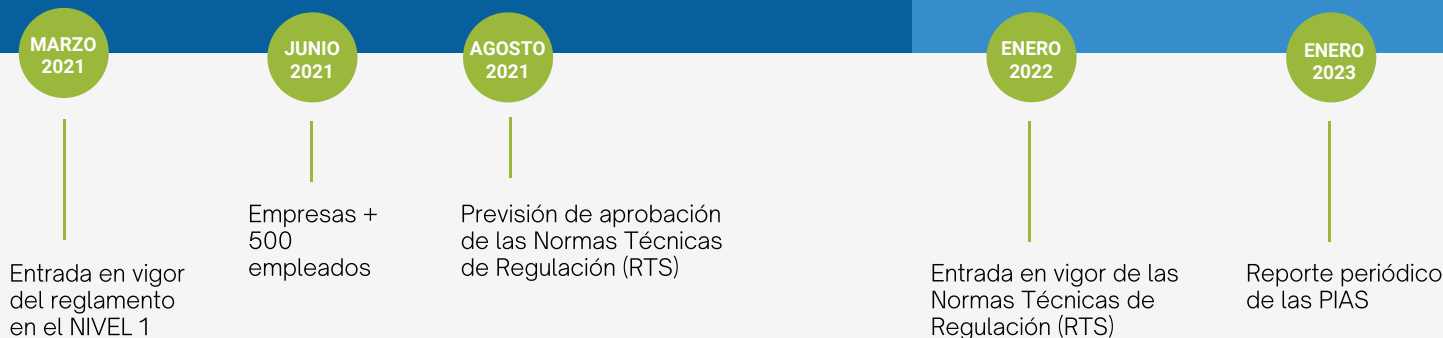 MARZO
2021
Entrada en vigor
del reglamento
en el NIVEL 1
JUNIO
2021
Empresas +
500
empleados
AGOSTO
2021
Previsión de aprobación
de las Normas Técnicas
de Regulación (RTS)
ENERO
2022
Entrada en vigor de las
Normas Técnicas de
Regulación (RTS)
ENERO
2023
Reporte periódico
de las PIAS